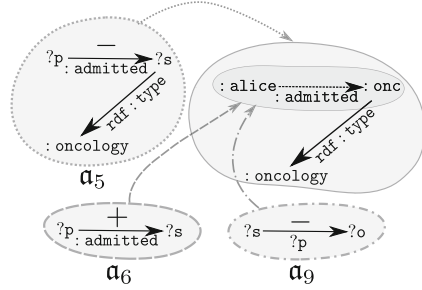 −
?p ?s
:admitted
rdf:type
:oncology
𝔞5
:alice :onc
:admitted
rdf:type
:oncology
+
?p ?s
:admitted
𝔞6
−
?s ?o
?p
𝔞9